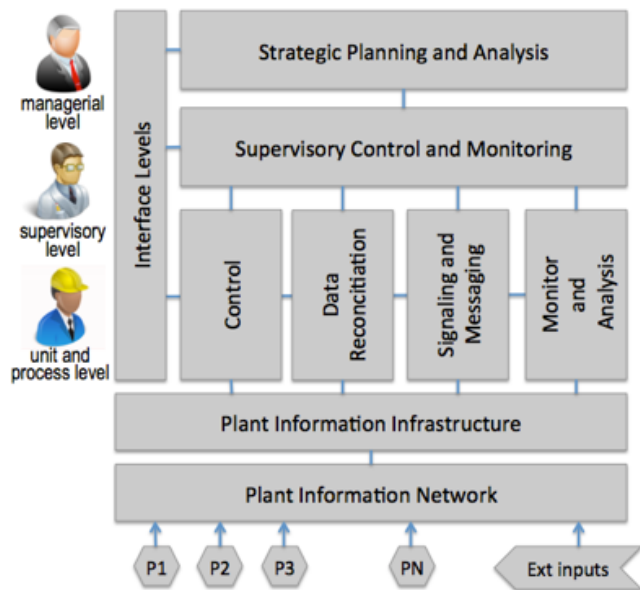 managerial
level
supervisory
level
unit and
process level
Interface Levels
Strategic Planning and Analysis
Supervisory Control and Monitoring
Control
Data
Reconcitiation
Signaling and
Messaging
Monitor
and
Analysis
Plant Information Infrastructure
Plant Information Network
P1
P2
P3
PN
Ext inputs